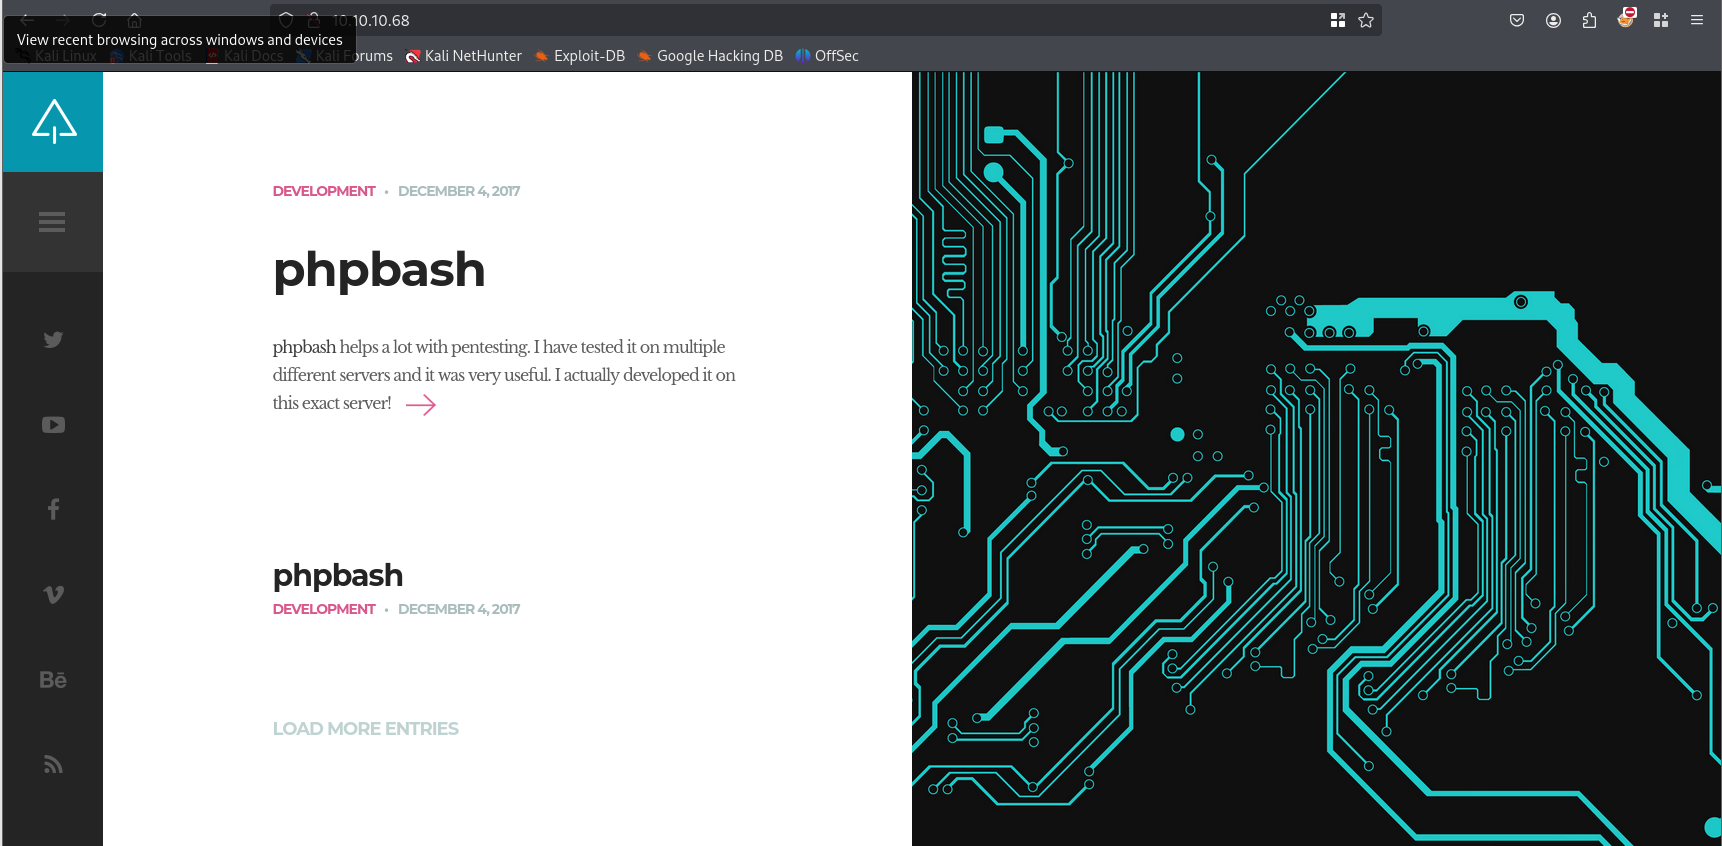 10.10.10.68
View recent browsing across windows and devices
Kali Linux Kali Tools Kali Docs Kali Forums Kali NetHunter Exploit-DB Google Hacking DB OffSec
DEVELOPMENT • DECEMBER 4, 2017
phpbash
phpbash helps a lot with pentesting. I have tested it on multiple
different servers and it was very useful. I actually developed it on
this exact server!
phpbash
DEVELOPMENT • DECEMBER 4, 2017
LOAD MORE ENTRIES
Bē